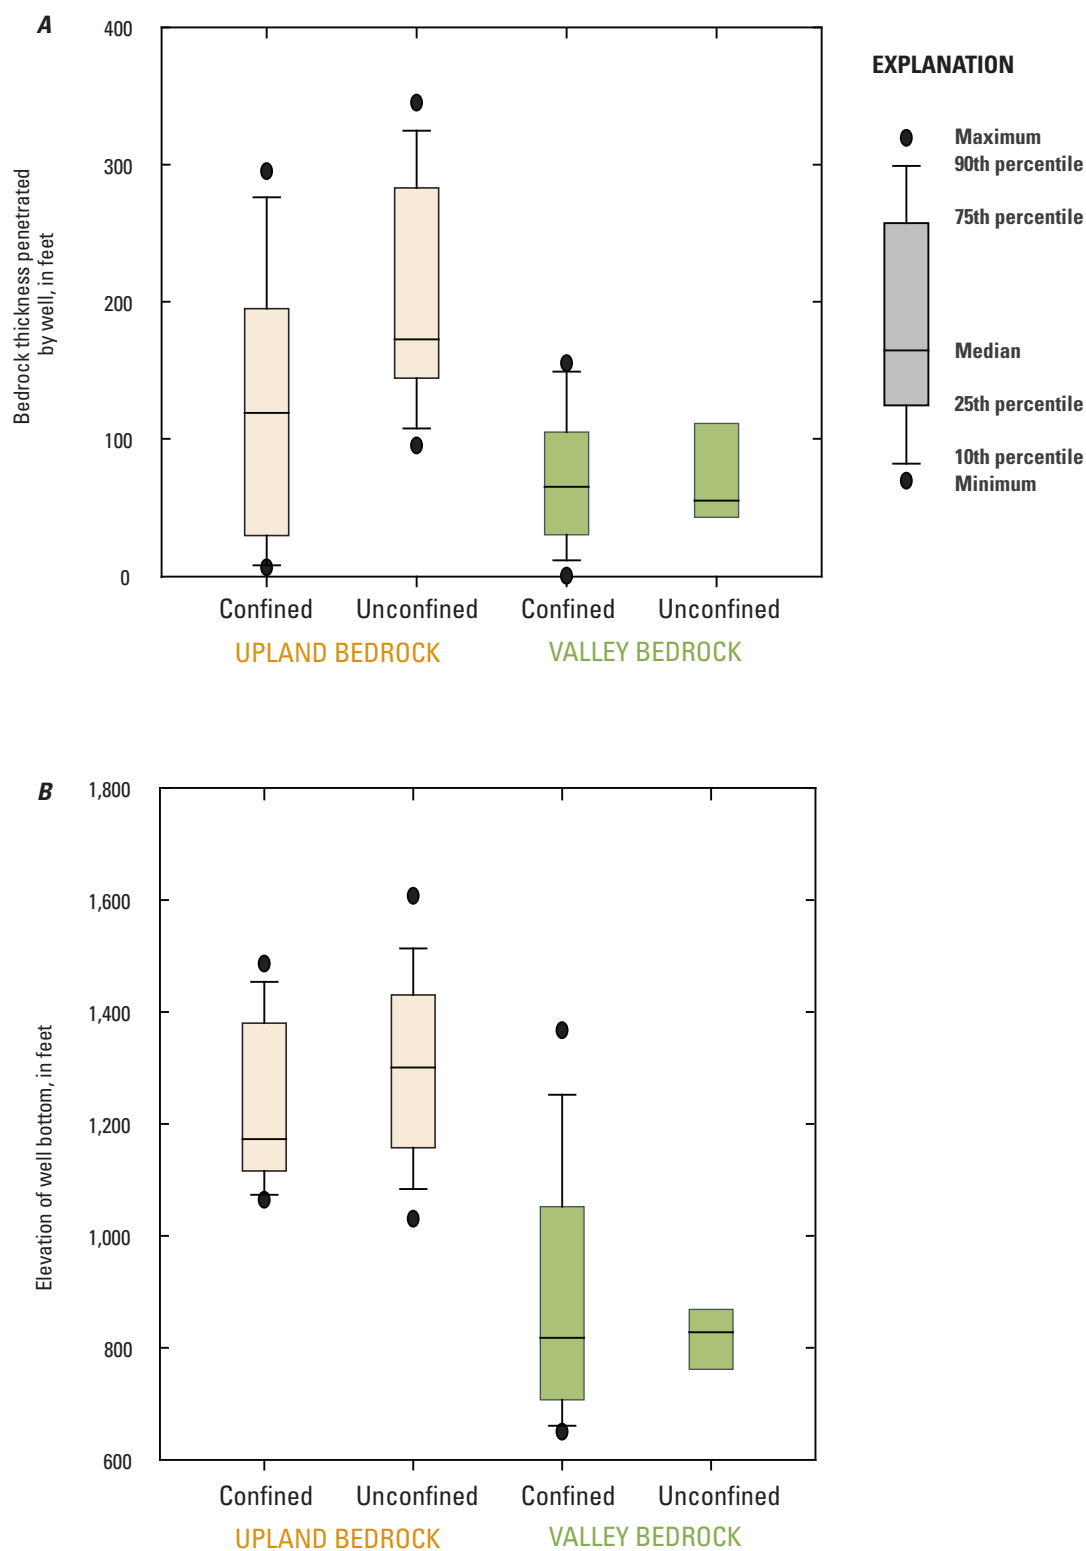 A
400
300
200
100
0
Bedrock thickness penetrated
by well, in feet
Confined
Unconfined
Confined
Unconfined
UPLAND BEDROCK
VALLEY BEDROCK
EXPLANATION
Maximum
90th percentile
75th percentile
Median
25th percentile
10th percentile
Minimum
B
1,800
1,600
1,400
1,200
1,000
800
600
Elevation of well bottom, in feet
Confined
Unconfined
Confined
Unconfined
UPLAND BEDROCK
VALLEY BEDROCK